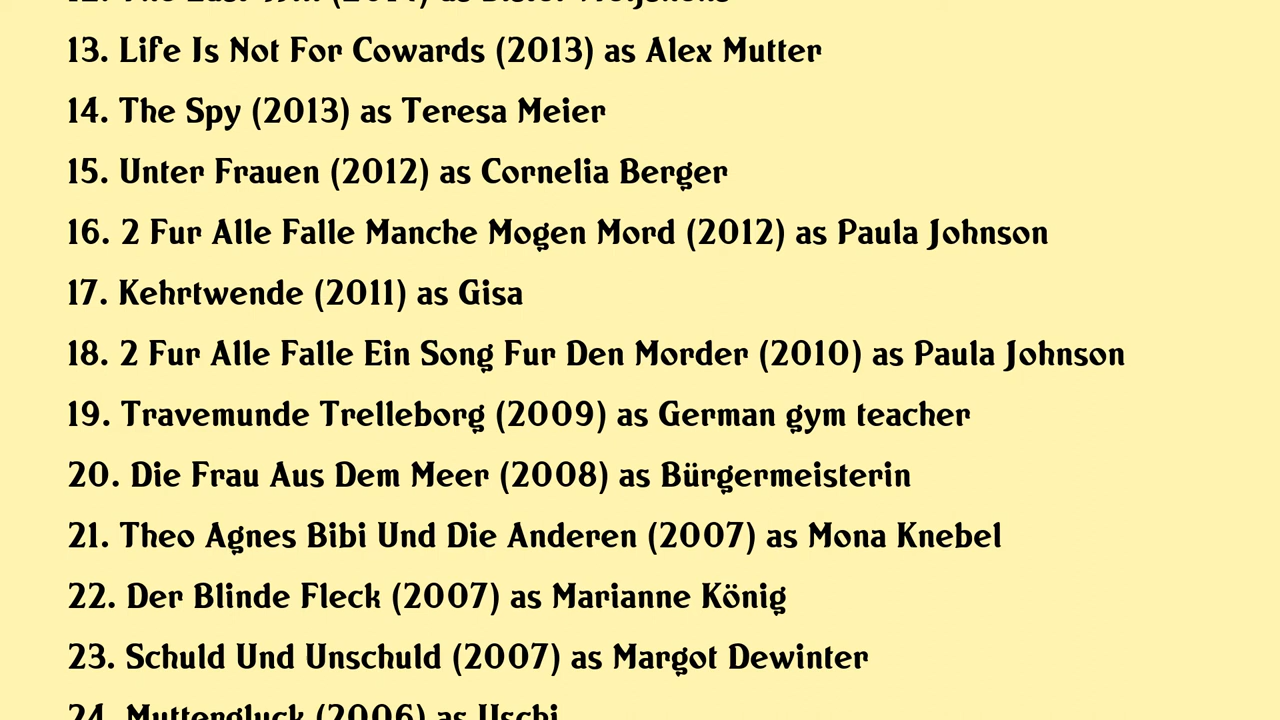 13. Life Is Not For Cowards (2013) as Alex Mutter
14. The Spy (2013) as Teresa Meier
15. Unter Frauen (2012) as Cornelia Berger
16. 2 Fur Alle Falle Manche Mogen Mord (2012) as Paula Johnson
17. Kehrtwende (2011) as Gisa
18. 2 Fur Alle Falle Ein Song Fur Den Morder (2010) as Paula Johnson
19. Travemunde Trelleborg (2009) as German gym teacher
20. Die Frau Aus Dem Meer (2008) as Bürgermeisterin
21. Theo Agnes Bibi Und Die Anderen (2007) as Mona Knebel
22. Der Blinde Fleck (2007) as Marianne König
23. Schuld Und Unschuld (2007) as Margot Dewinter
24. Muttergluck (2006) as Uschi